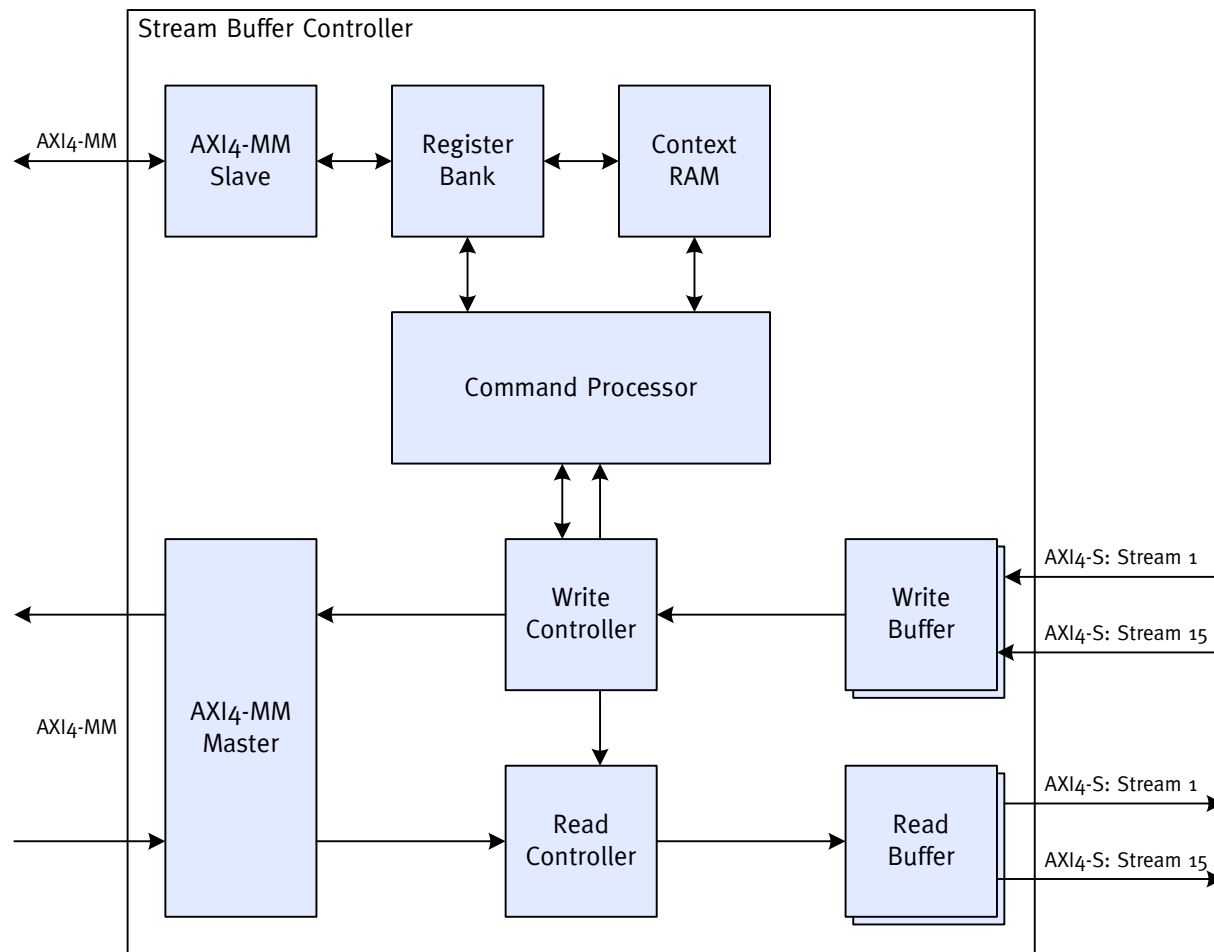 Stream Buffer Controller
AXI4-MM
AXI4-MM
Slave
Register
Bank
Context
RAM
Command Processor
AXI4-MM
AXI4-MM
Master
Write
Controller
Write
Buffer
AXI4-S: Stream 1
AXI4-S: Stream 15
Read
Controller
Read
Buffer
AXI4-S: Stream 1
AXI4-S: Stream 15